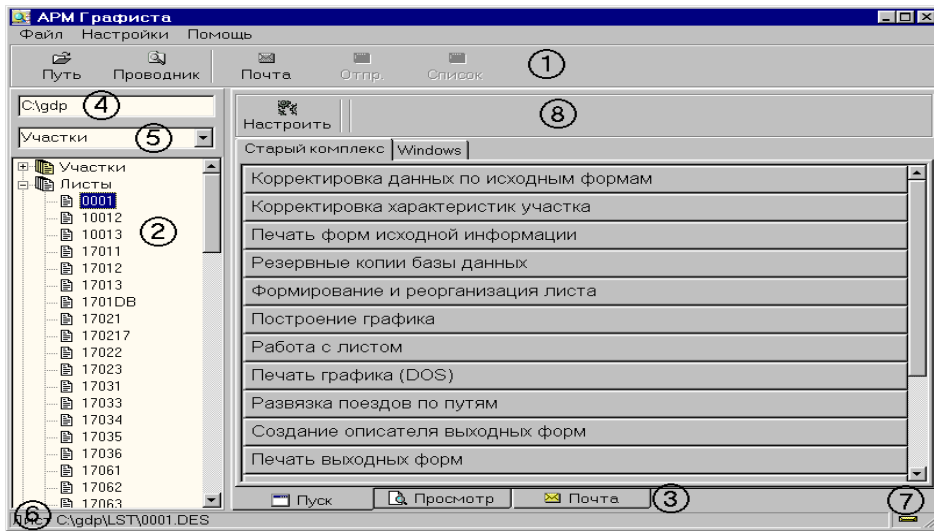 АРМ Графиста
Файл Настройки Помощь
Путь Проводник Почта Отпр. Список 1
C:\gdp 4
Участки 5
Участки
Листы
0001
10012
10013
17011
17012
17013
1701DB
17021
170217
17022
17023
17031
17033
17034
17035
17036
17061
17062
17063
2
Настроить 8
Старый комплекс Windows
Корректировка данных по исходным формам
Корректировка характеристик участка
Печать форм исходной информации
Резервные копии базы данных
Формирование и реорганизация листа
Построение графика
Работа с листом
Печать графика (DOS)
Развязка поездов по путям
Создание описателя выходных форм
Печать выходных форм
Пуск Просмотр Почта 3
6 7
Лист C:\gdp\LST\0001.DES